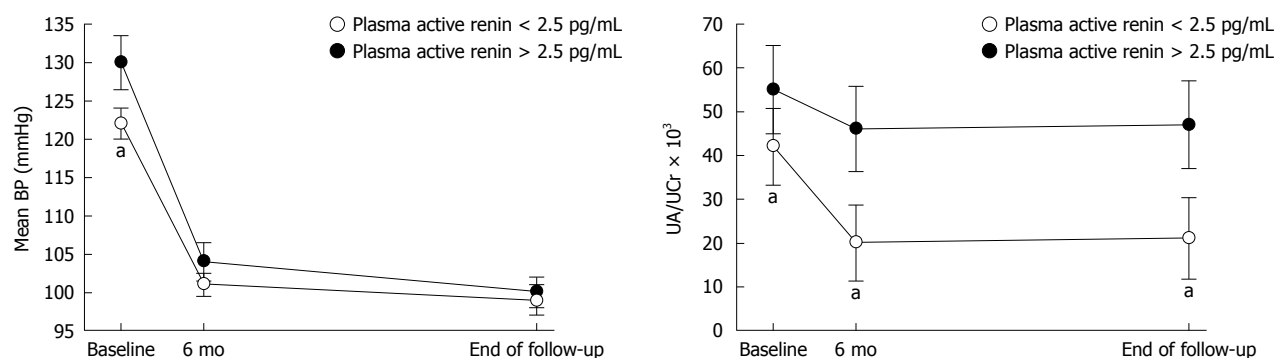 Plasma active renin < 2.5 pg/mL
Plasma active renin > 2.5 pg/mL
Mean BP (mmHg)
135
130
125
120
115
110
105
100
95
a
Baseline
6 mo
End of follow-up
Plasma active renin < 2.5 pg/mL
Plasma active renin > 2.5 pg/mL
UA/UCr × 10³
70
60
50
40
30
20
10
0
a
a
a
Baseline
6 mo
End of follow-up